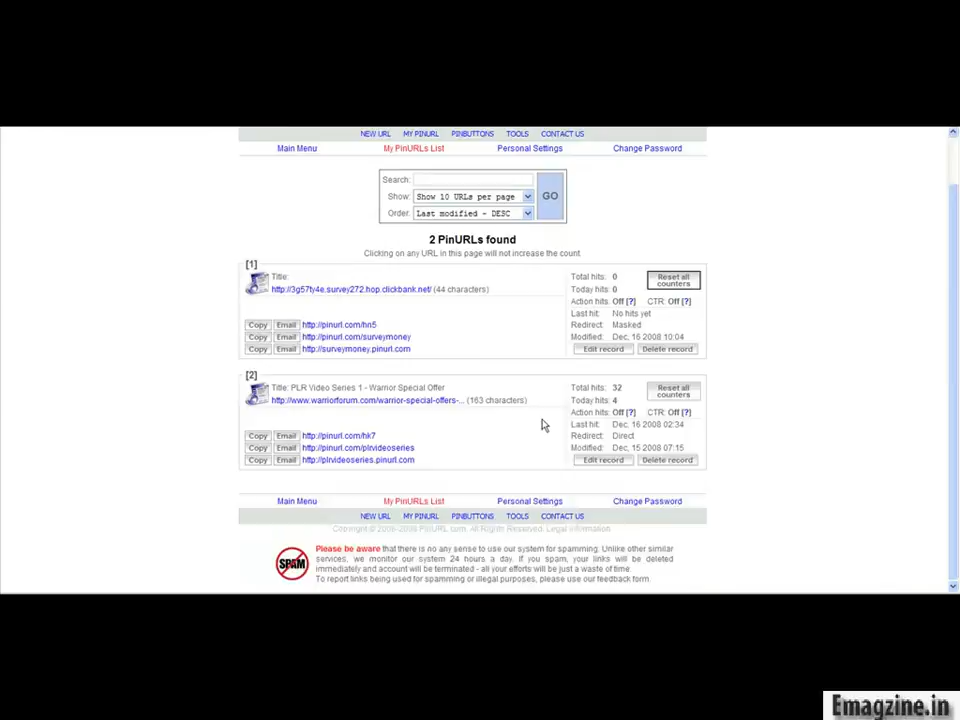 NEW URL MY PINURL PINBUTTONS TOOLS CONTACT US
Main Menu My PinURLs List Personal Settings Change Password
Search:
Show: Show 10 URLs per page GO
Order: Last modified - DESC
2 PinURLs found
Clicking on any URL in this page will not increase the count.
[1]
Title:
http://3g57ty4e.survey272.hop.clickbank.net/ (44 characters)
Copy Email http://pinurl.com/hn5
Copy Email http://pinurl.com/surveymoney
Copy Email http://surveymoney.pinurl.com
Total hits: 0
Today hits: 0
Reset all counters
Action hits: Off [?] CTR: Off [?]
Last hit: No hits yet
Redirect: Masked
Modified: Dec, 16 2008 10:04
Edit record Delete record
[2]
Title: PLR Video Series 1 - Warrior Special Offer
http://www.warriorforum.com/warrior-special-offers-... (163 characters)
Copy Email http://pinurl.com/hk7
Copy Email http://pinurl.com/plrvideoseries
Copy Email http://plrvideoseries.pinurl.com
Total hits: 32
Today hits: 4
Reset all counters
Action hits: Off [?] CTR: Off [?]
Last hit: Dec, 16 2008 02:34
Redirect: Direct
Modified: Dec, 15 2008 07:15
Edit record Delete record
Main Menu My PinURLs List Personal Settings Change Password
NEW URL MY PINURL PINBUTTONS TOOLS CONTACT US
Copyright © 2006-2008 PinURL.com. All Rights Reserved. Legal Information
SPAM
Please be aware that there is no any sense to use our system for spamming. Unlike other similar
services, we monitor our system 24 hours a day. If you spam, your links will be deleted
immediately and account will be terminated - all your efforts will be just a waste of time.
To report links being used for spamming or illegal purposes, please use our feedback form.
Emagzine.in